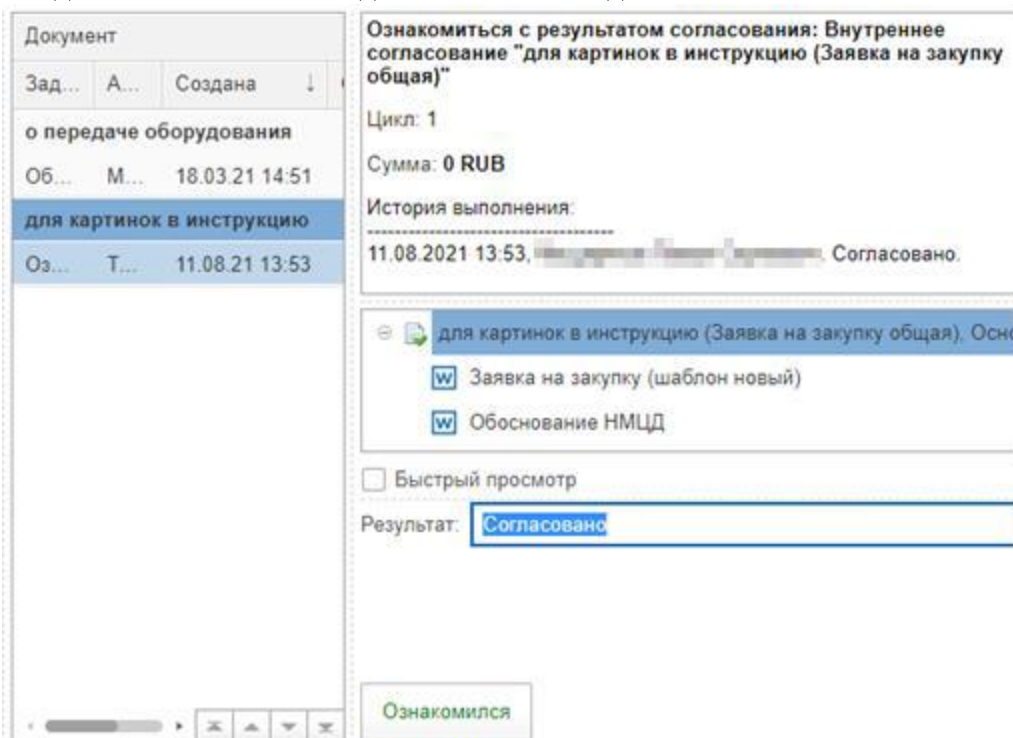 Документ
Зад... А... Создана ↓
о передаче оборудования
Об... М... 18.03.21 14:51
для картинок в инструкцию
Оз... Т... 11.08.21 13:53
Ознакомиться с результатом согласования: Внутреннее
согласование "для картинок в инструкцию (Заявка на закупку
общая)"
Цикл: 1
Сумма: 0 RUB
История выполнения:
-----------------------------------
11.08.2021 13:53, . Согласовано.
для картинок в инструкцию (Заявка на закупку общая), Осно
Заявка на закупку (шаблон новый)
Обоснование НМЦД
Быстрый просмотр
Результат: Согласовано
Ознакомился